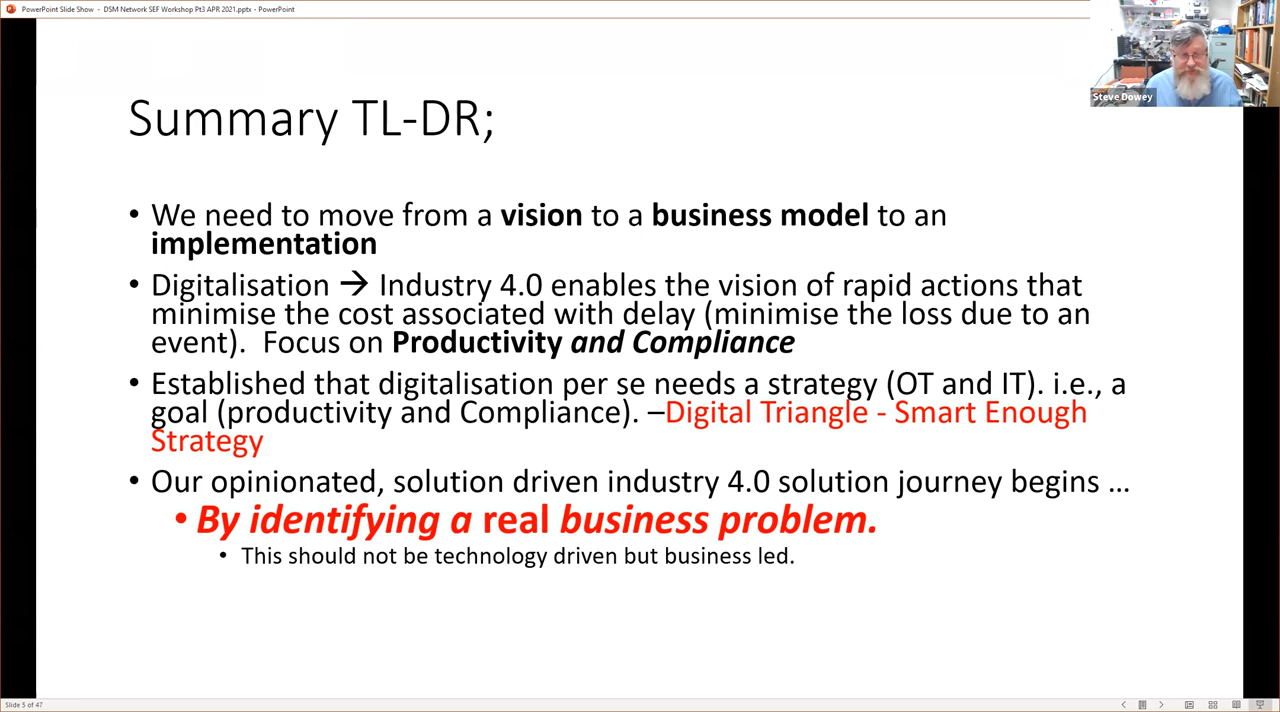 PowerPoint Slide Show - DSM Network SEF Workshop Pt3 APR 2021.pptx - PowerPoint
Steve Dowey
Summary TL-DR;
• We need to move from a vision to a business model to an
implementation
• Digitalisation → Industry 4.0 enables the vision of rapid actions that
minimise the cost associated with delay (minimise the loss due to an
event). Focus on Productivity and Compliance
• Established that digitalisation per se needs a strategy (OT and IT). i.e., a
goal (productivity and Compliance). –Digital Triangle - Smart Enough
Strategy
• Our opinionated, solution driven industry 4.0 solution journey begins …
• By identifying a real business problem.
• This should not be technology driven but business led.
Slide 5 of 47